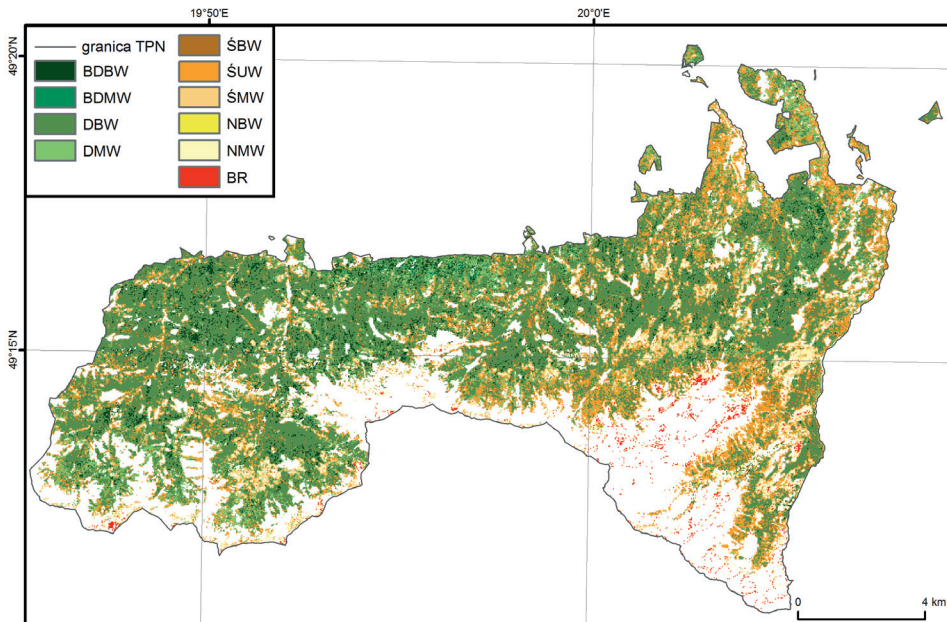 19°50'E
20°0'E
49°20'N
granica TPN
BDBW
BDMW
DBW
DMW
ŚBW
ŚUW
ŚMW
NBW
NMW
BR
49°15'N
0
4 km